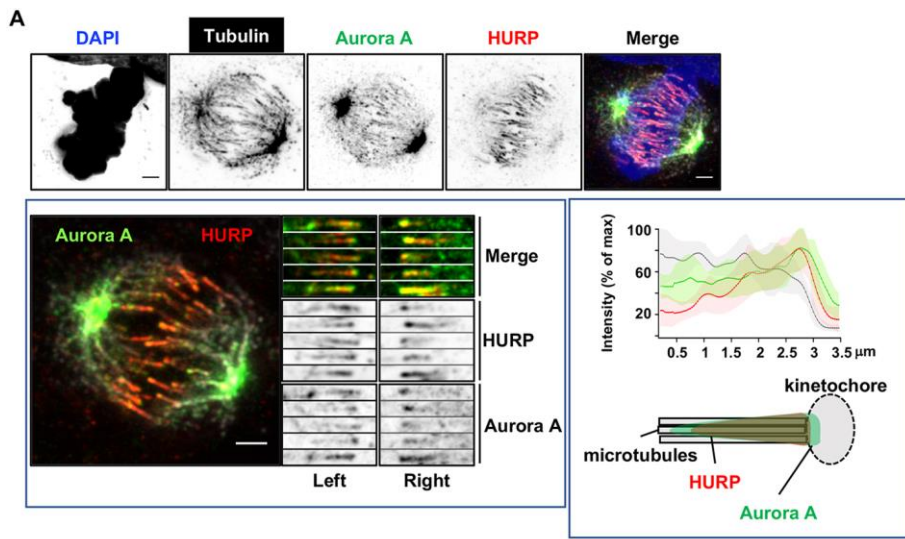 A
DAPI
Tubulin
Aurora A
HURP
Merge
Aurora A
HURP
Merge
HURP
Aurora A
Left
Right
Intensity (% of max)
100
60
20
0.5
1
1.5
2
2.5
3
3.5
μm
kinetochore
microtubules
HURP
Aurora A